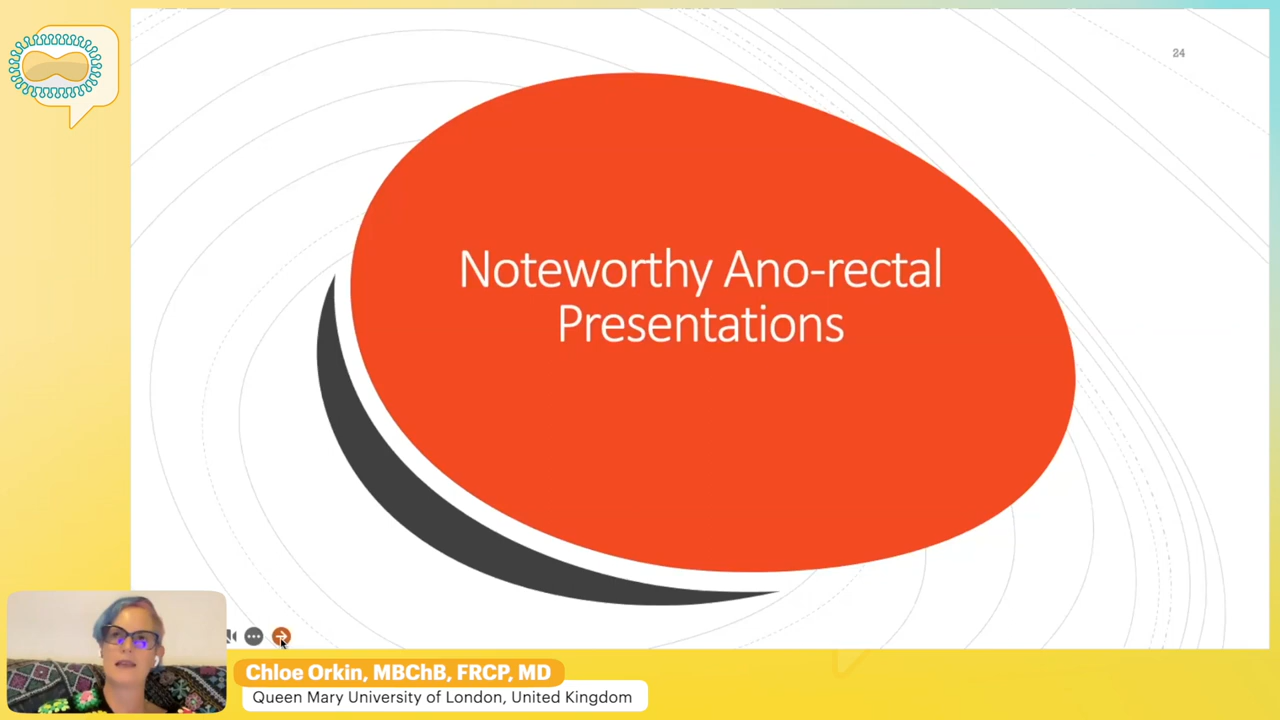 24
Noteworthy Ano-rectal
Presentations
Chloe Orkin, MBChB, FRCP, MD
Queen Mary University of London, United Kingdom